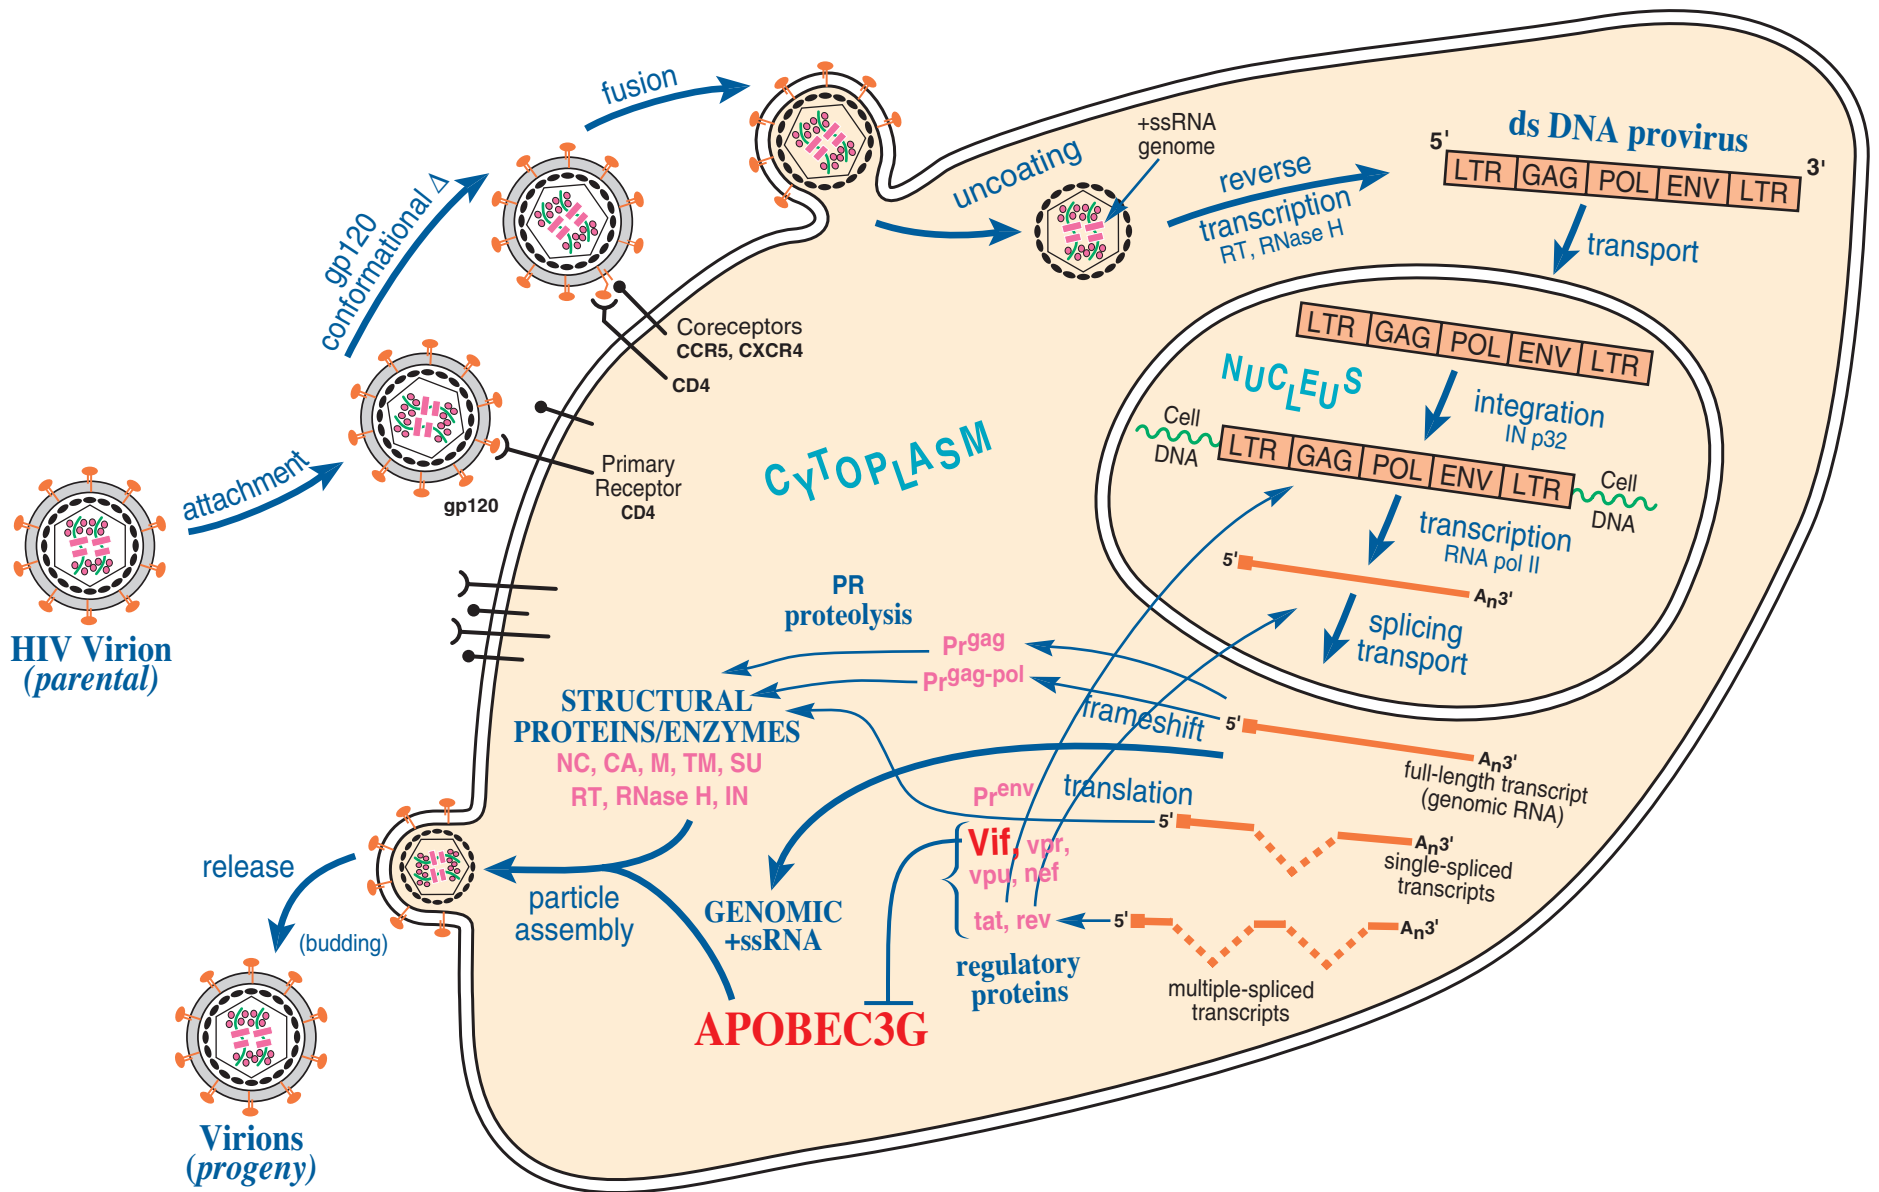 fusion
gp120
conformational Δ
attachment
HIV Virion
(parental)
gp120
Coreceptors
CCR5, CXCR4
CD4
Primary
Receptor
CD4
uncoating
+ssRNA
genome
reverse
transcription
RT, RNase H
ds DNA provirus
5' LTR GAG POL ENV LTR 3'
transport
NUCLEUS
LTR GAG POL ENV LTR
integration
IN p32
Cell
DNA
LTR GAG POL ENV LTR
Cell
DNA
transcription
RNA pol II
5' An3'
splicing
transport
CYTOPLASM
PR
proteolysis
Prgag
Prgag-pol
frameshift
5' An3'
full-length transcript
(genomic RNA)
STRUCTURAL
PROTEINS/ENZYMES
NC, CA, M, TM, SU
RT, RNase H, IN
Prenv
translation
5' An3'
single-spliced
transcripts
Vif, vpr,
vpu, nef
tat, rev
5' An3'
multiple-spliced
transcripts
regulatory
proteins
GENOMIC
+ssRNA
APOBEC3G
particle
assembly
release
(budding)
Virions
(progeny)